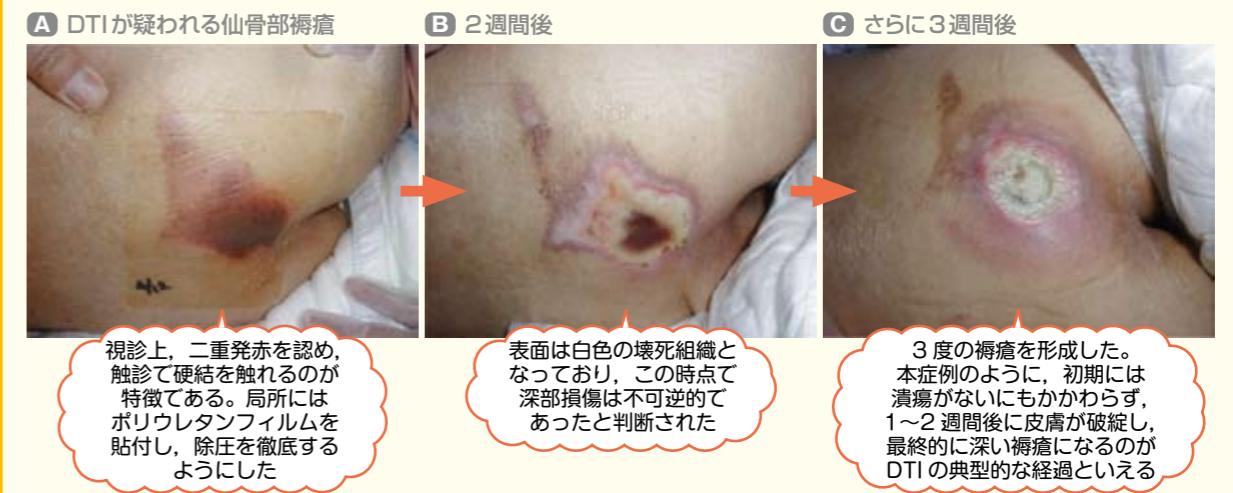 A DTIが疑われる仙骨部褥瘡
B 2週間後
C さらに3週間後
視診上，二重発赤を認め，
触診で硬結を触れるのが
特徴である。局所には
ポリウレタンフィルムを
貼付し，除圧を徹底する
ようにした
表面は白色の壊死組織と
なっており，この時点で
深部損傷は不可逆的で
あったと判断された
3度の褥瘡を形成した。
本症例のように，初期には
潰瘍がないにもかかわらず，
1〜2週間後に皮膚が破綻し，
最終的に深い褥瘡になるのが
DTIの典型的な経過といえる